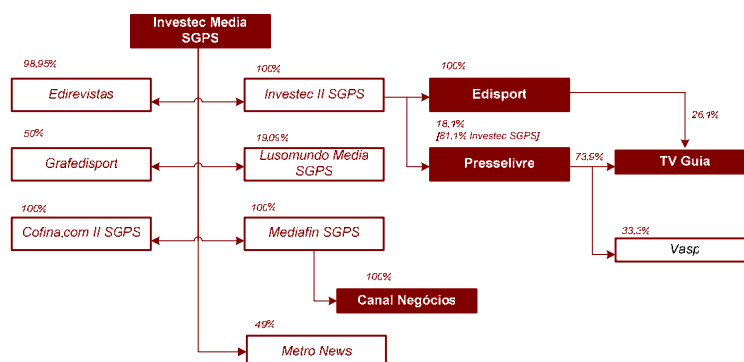 Investec Media
SGPS
98,95%
100%
100%
Edirevistas
Investec II SGPS
Edisport
18,1%
[81,1% Investec SGPS]
26,1%
50%
19,09%
Grafedisport
Lusomundo Media
SGPS
Presselivre
73,9%
TV Guia
100%
100%
33,3%
Cofina.com II SGPS
Mediafin SGPS
Vasp
100%
Canal Negócios
49%
Metro News